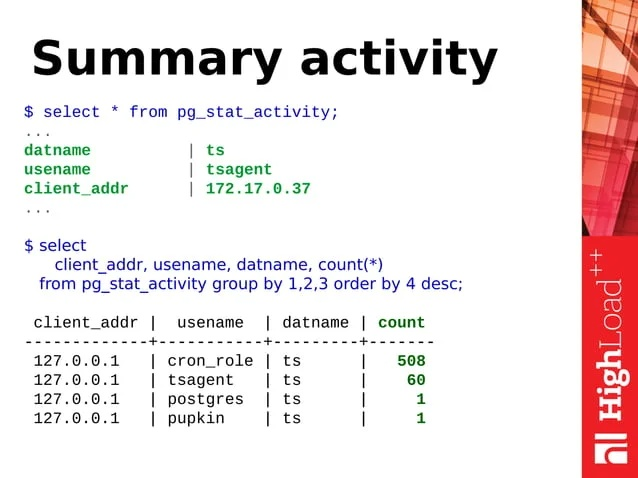 Summary activity
$ select * from pg_stat_activity;
...
datname          | ts
usename          | tsagent
client_addr      | 172.17.0.37
...
$ select
client_addr, usename, datname, count(*)
from pg_stat_activity group by 1,2,3 order by 4 desc;
 client_addr |  usename  | datname | count
-------------+-----------+---------+-------
 127.0.0.1   | cron_role | ts      |   508
 127.0.0.1   | tsagent   | ts      |    60
 127.0.0.1   | postgres  | ts      |     1
 127.0.0.1   | pupkin    | ts      |     1
HighLoad++